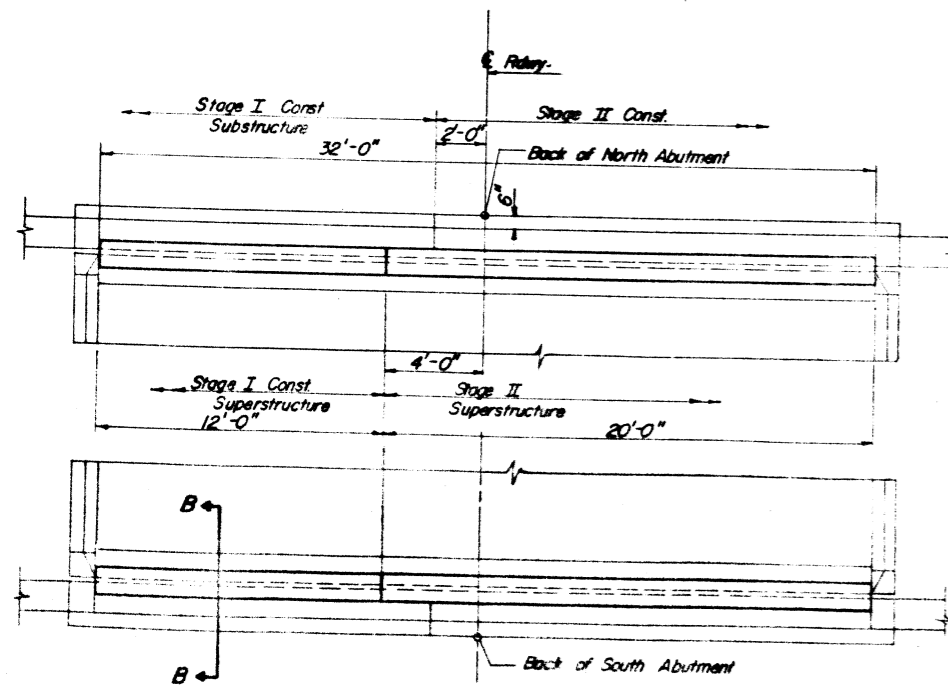 ℄ Rdwy.
Stage I Const
Substructure
Stage II Const.
2'-0"
32'-0"
Back of North Abutment
6"
4'-0"
Stage I Const.
Superstructure
Stage II
Superstructure
12'-0"
20'-0"
B
B
Back of South Abutment